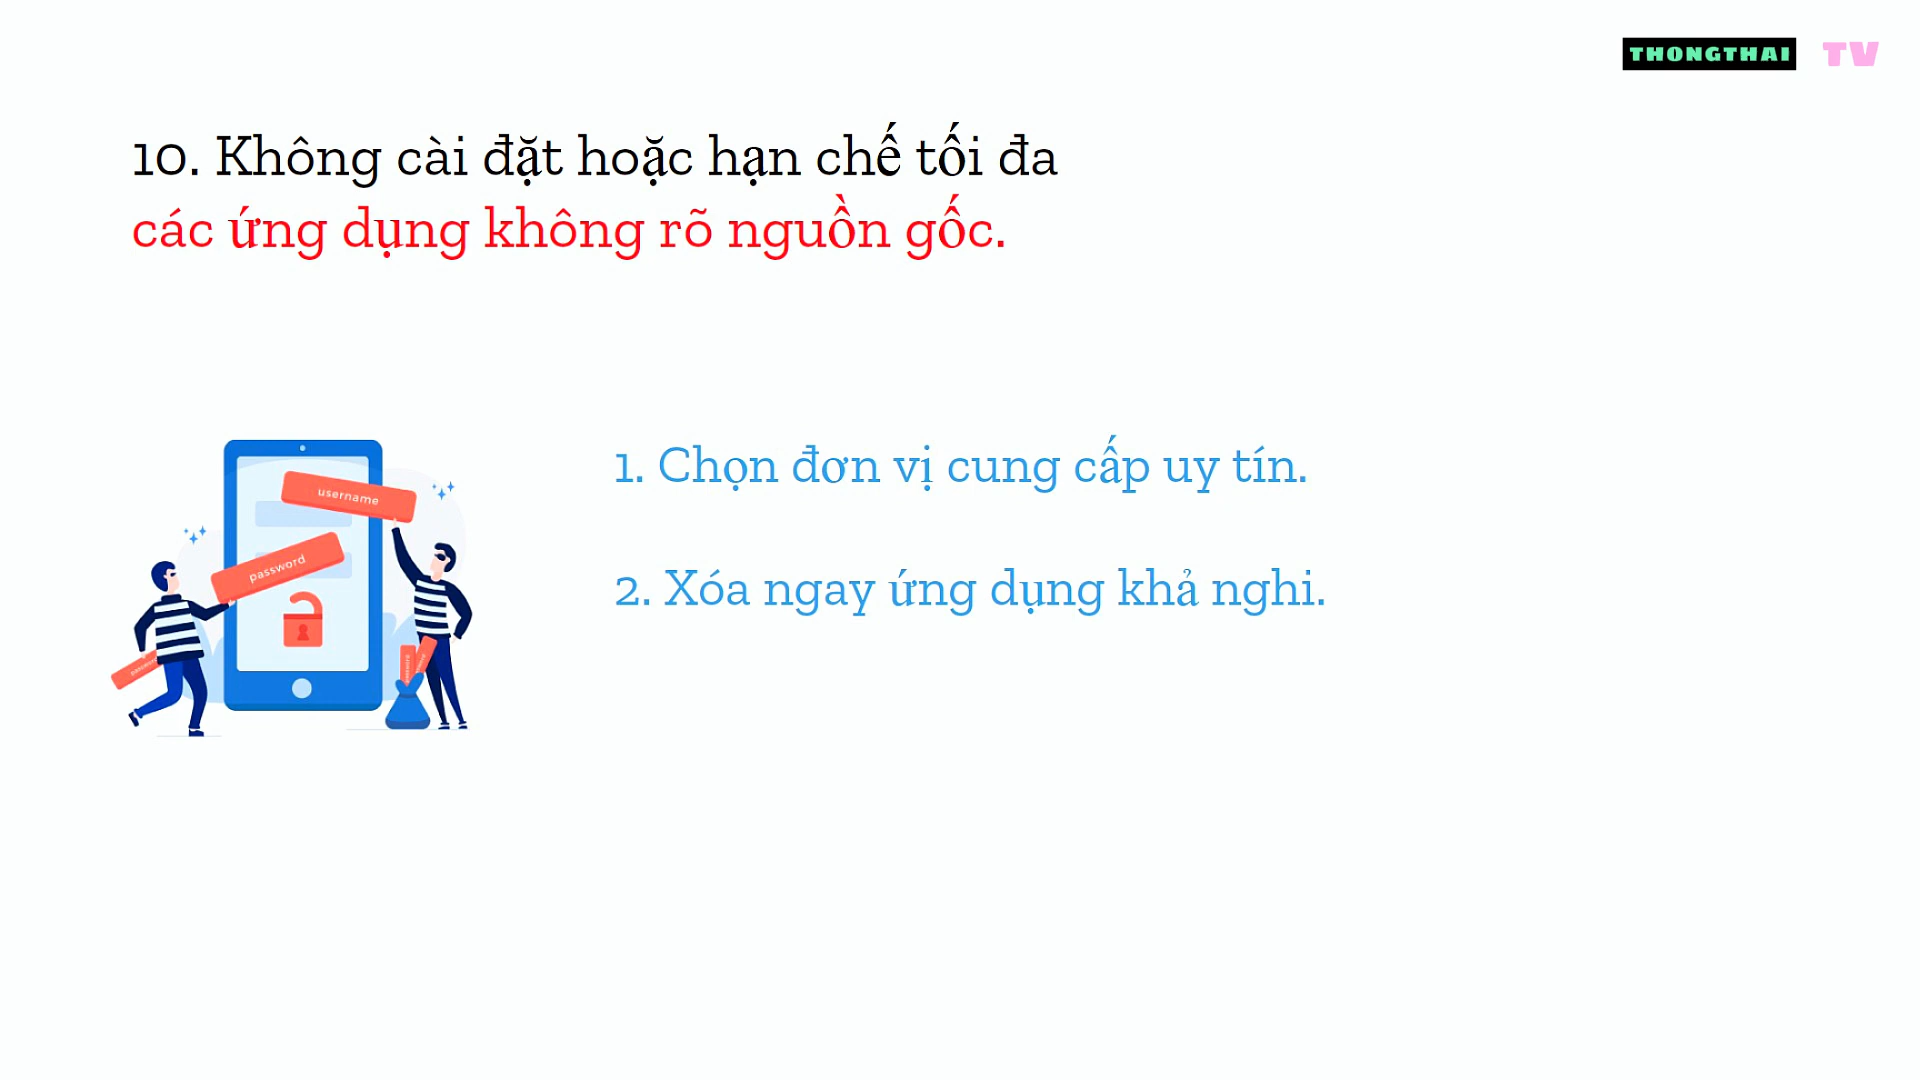 THONGTHAI TV
10. Không cài đặt hoặc hạn chế tối đa
các ứng dụng không rõ nguồn gốc.
username
password
1. Chọn đơn vị cung cấp uy tín.
2. Xóa ngay ứng dụng khả nghi.